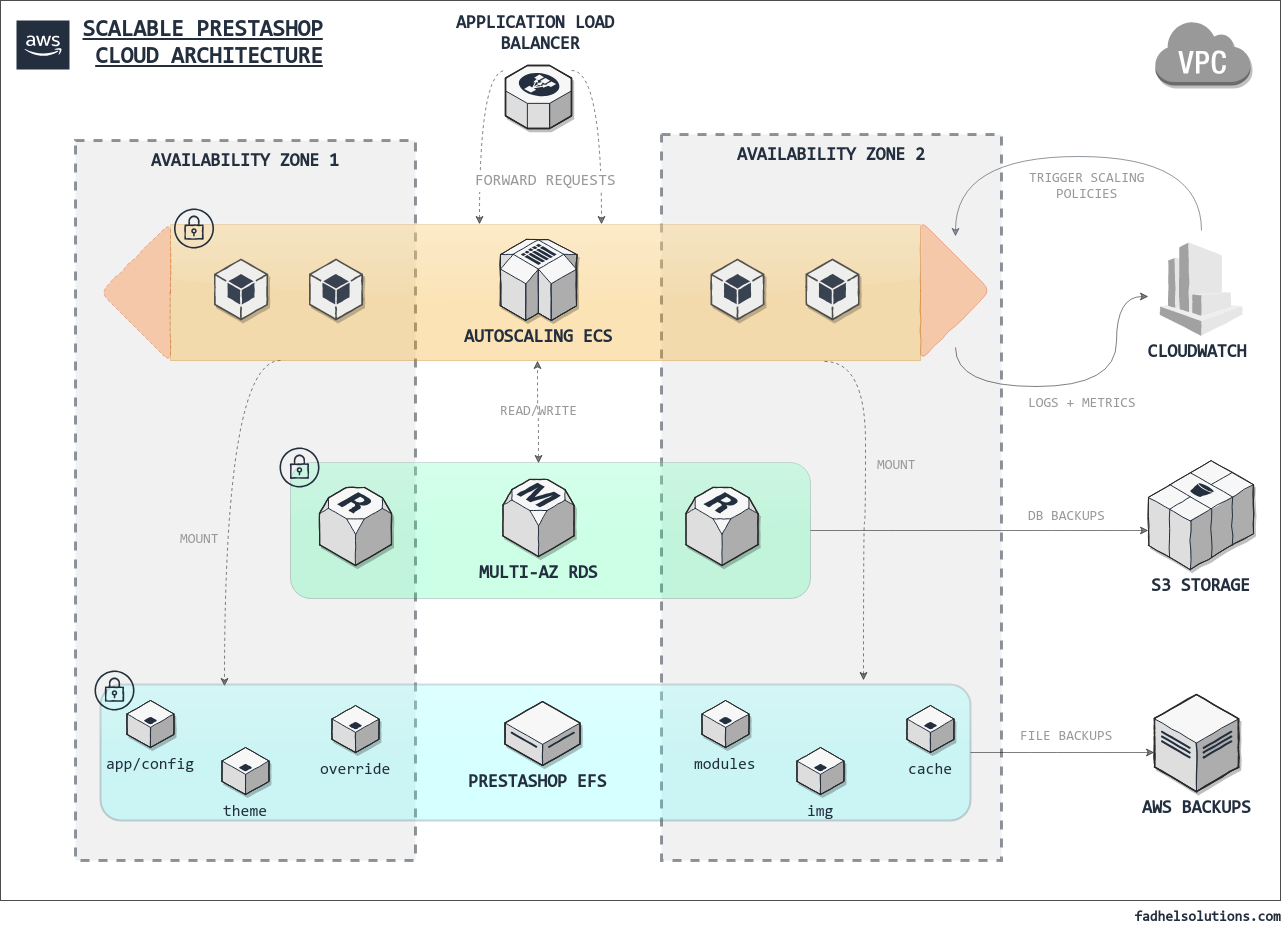 aws
SCALABLE PRESTASHOP
CLOUD ARCHITECTURE
APPLICATION LOAD
BALANCER
VPC
AVAILABILITY ZONE 1
AVAILABILITY ZONE 2
FORWARD REQUESTS
TRIGGER SCALING
POLICIES
AUTOSCALING ECS
CLOUDWATCH
LOGS + METRICS
READ/WRITE
MOUNT
R
M
R
DB BACKUPS
MOUNT
MULTI-AZ RDS
S3 STORAGE
app/config
theme
override
PRESTASHOP EFS
modules
img
cache
FILE BACKUPS
AWS BACKUPS
fadhelsolutions.com